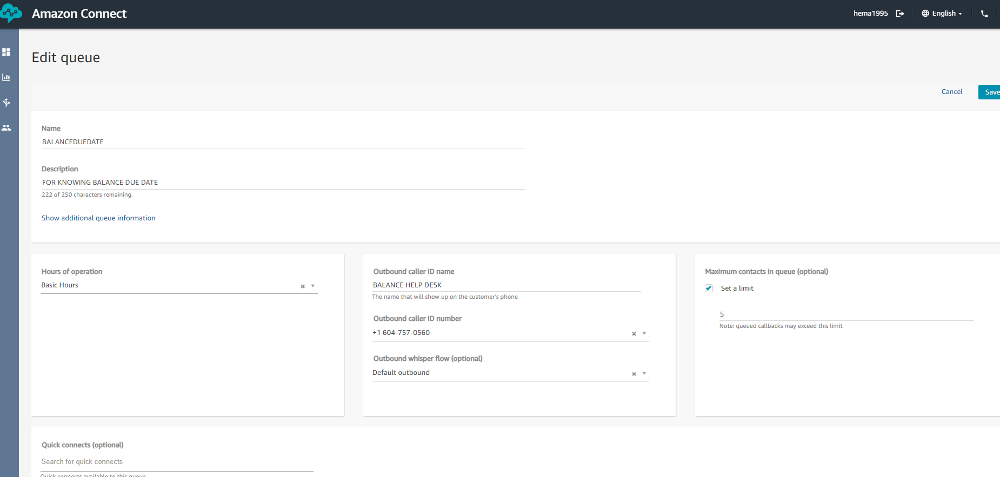 Amazon Connect
hema1995
English
Edit queue
Cancel
Save
Name
BALANCEDUEDATE
Description
FOR KNOWING BALANCE DUE DATE
222 of 250 characters remaining.
Show additional queue information
Hours of operation
Basic Hours
Outbound caller ID name
BALANCE HELP DESK
The name that will show up on the customer's phone
Outbound caller ID number
+1 604-757-0560
Outbound whisper flow (optional)
Default outbound
Maximum contacts in queue (optional)
Set a limit
5
Note: queued callbacks may exceed this limit
Quick connects (optional)
Search for quick connects
Quick connects available to this queue